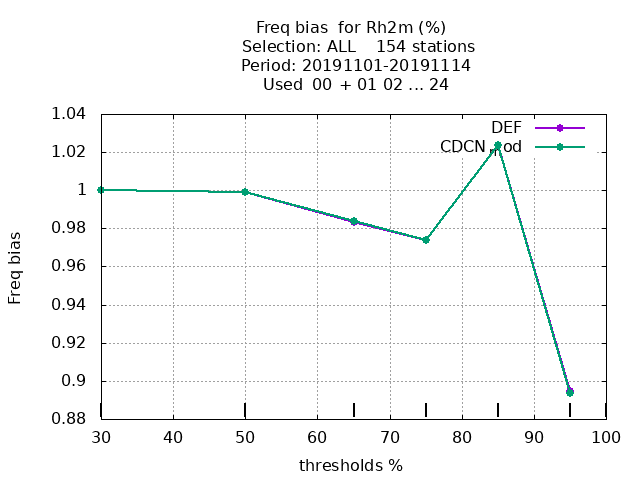 Freq bias  for Rh2m (%)
Selection: ALL    154 stations
Period: 20191101-20191114
Used  00  + 01 02 ... 24
1.04
1.02
1
0.98
0.96
0.94
0.92
0.9
0.88
Freq bias
DEF
CDCN
30 40 50 60 70 80 90 100
thresholds %